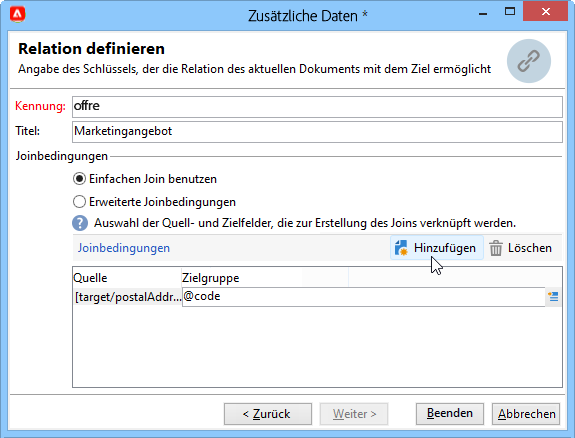 Zusätzliche Daten *
Relation definieren
Angabe des Schlüssels, der die Relation des aktuellen Dokuments mit dem Ziel ermöglicht
Kennung: offre
Titel: Marketingangebot
Joinbedingungen
Einfachen Join benutzen
Erweiterte Joinbedingungen
? Auswahl der Quell- und Zielfelder, die zur Erstellung des Joins verknüpft werden.
Joinbedingungen Hinzufügen Löschen
Quelle Zielgruppe
[target/postalAddr... @code
< Zurück Weiter > Beenden Abbrechen